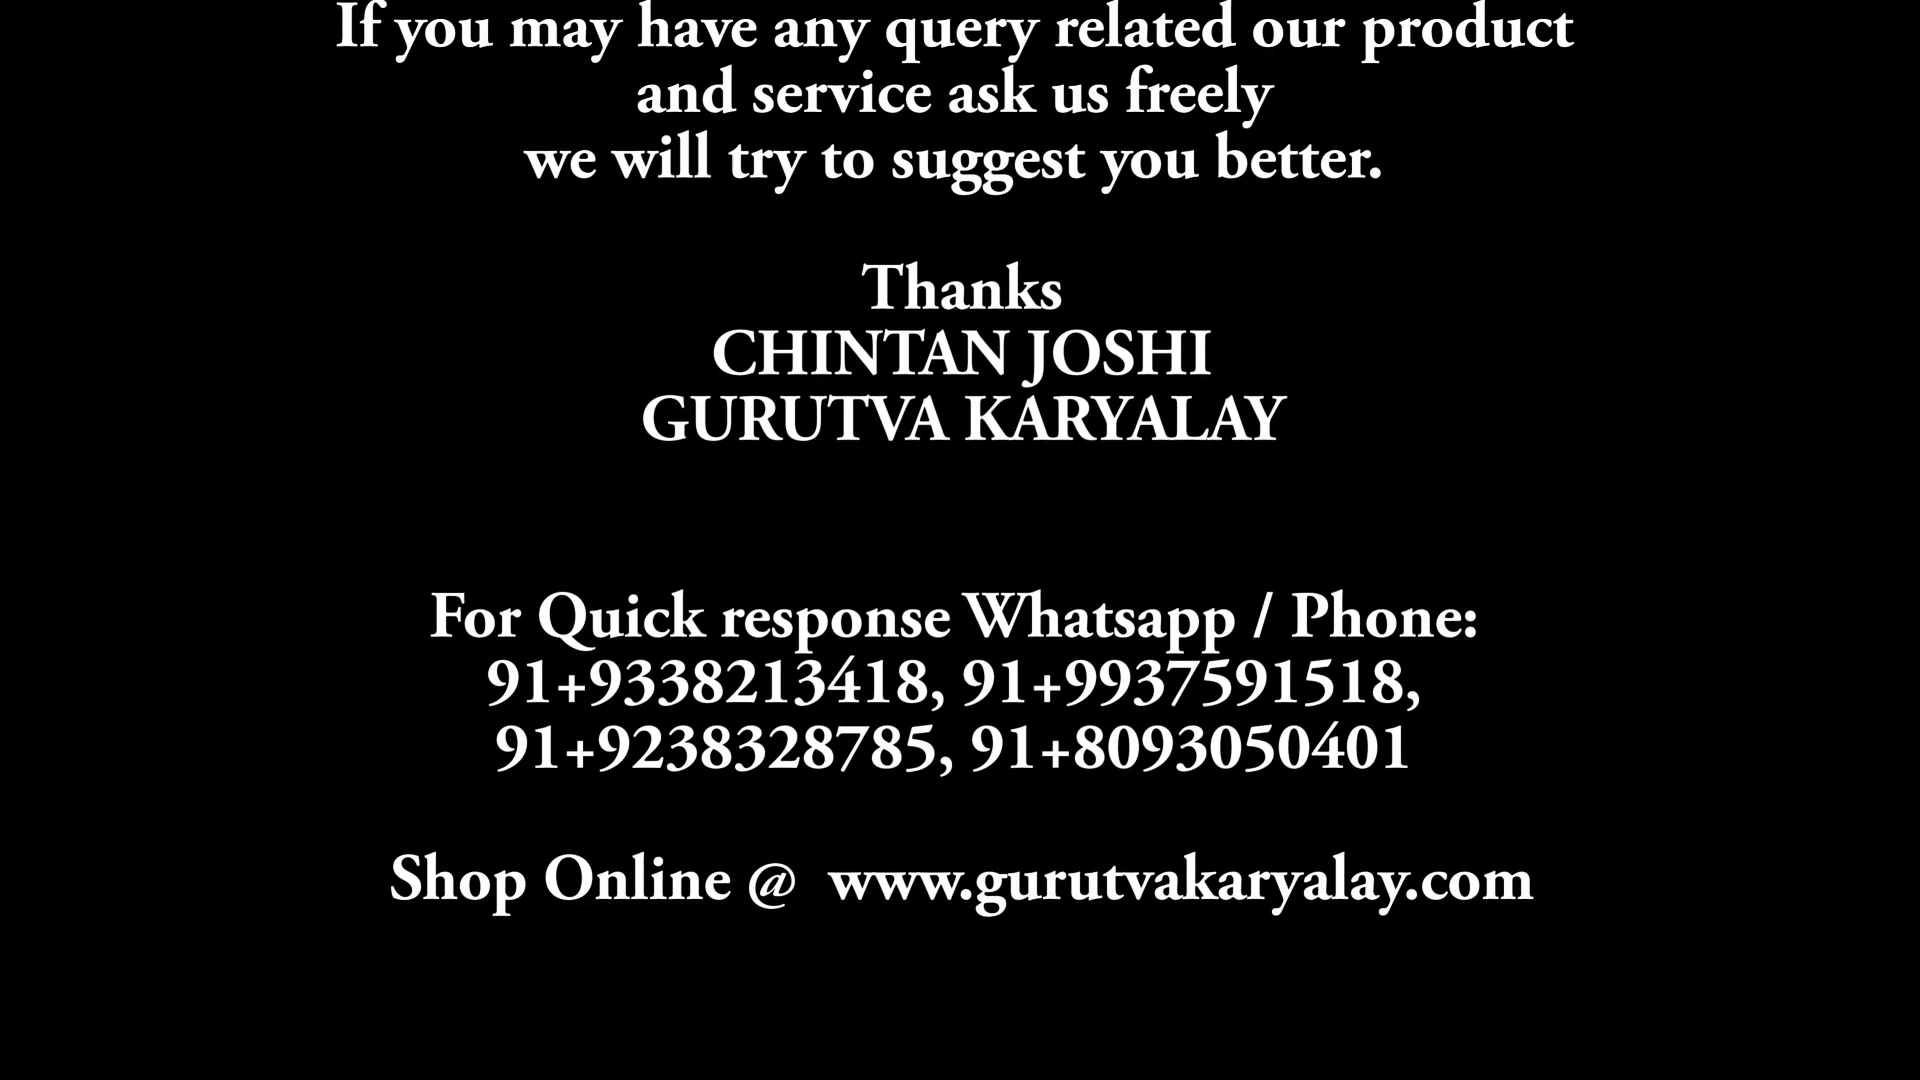 If you may have any query related our product
and service ask us freely
we will try to suggest you better.
Thanks
CHINTAN JOSHI
GURUTVA KARYALAY
For Quick response Whatsapp / Phone:
91+9338213418, 91+9937591518,
91+9238328785, 91+8093050401
Shop Online @ www.gurutvakaryalay.com